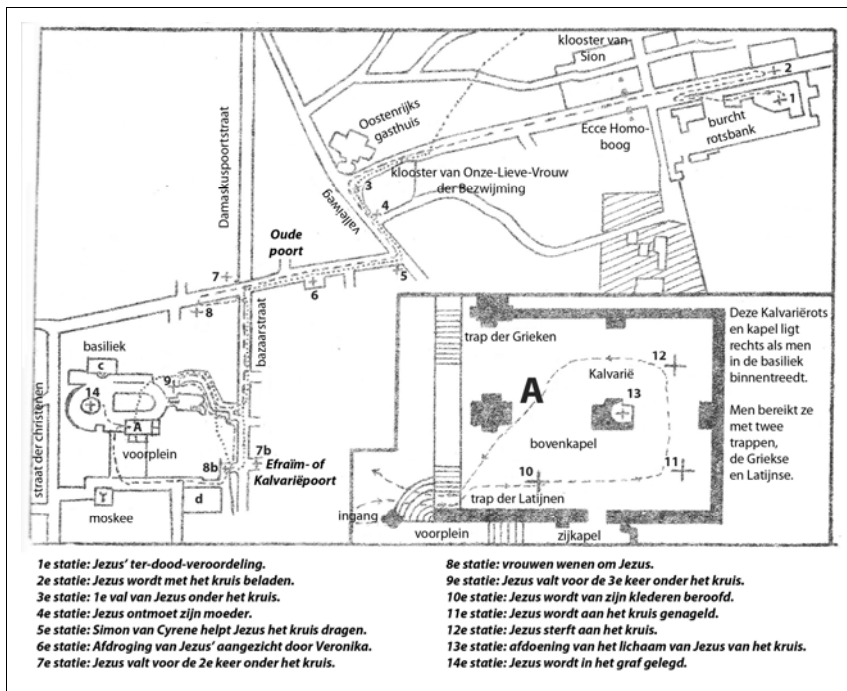 klooster van
Sion
2
1
burcht
rotsbank
Ecce Homo-
boog
Oostenrijks
gasthuis
Damaskuspoortstraat
klooster van Onze-Lieve-Vrouw
der Bezwijming
3
4
valleiweg
Oude
poort
5
7
6
8
bazaarstraat
straat der christenen
basiliek
c
9
14
A
voorplein
7b
8b
Efraïm- of
Kalvariëpoort
d
moskee
trap der Grieken
12
Kalvarië
A
13
bovenkapel
11
10
trap der Latijnen
ingang
voorplein
zijkapel
Deze Kalvariërots
en kapel ligt
rechts als men
in de basiliek
binnentreedt.
Men bereikt ze
met twee
trappen,
de Griekse
en Latijnse.
1e statie: Jezus' ter-dood-veroordeling.
2e statie: Jezus wordt met het kruis beladen.
3e statie: 1e val van Jezus onder het kruis.
4e statie: Jezus ontmoet zijn moeder.
5e statie: Simon van Cyrene helpt Jezus het kruis dragen.
6e statie: Afdroging van Jezus' aangezicht door Veronika.
7e statie: Jezus valt voor de 2e keer onder het kruis.
8e statie: vrouwen wenen om Jezus.
9e statie: Jezus valt voor de 3e keer onder het kruis.
10e statie: Jezus wordt van zijn klederen beroofd.
11e statie: Jezus wordt aan het kruis genageld.
12e statie: Jezus sterft aan het kruis.
13e statie: afdoening van het lichaam van Jezus van het kruis.
14e statie: Jezus wordt in het graf gelegd.